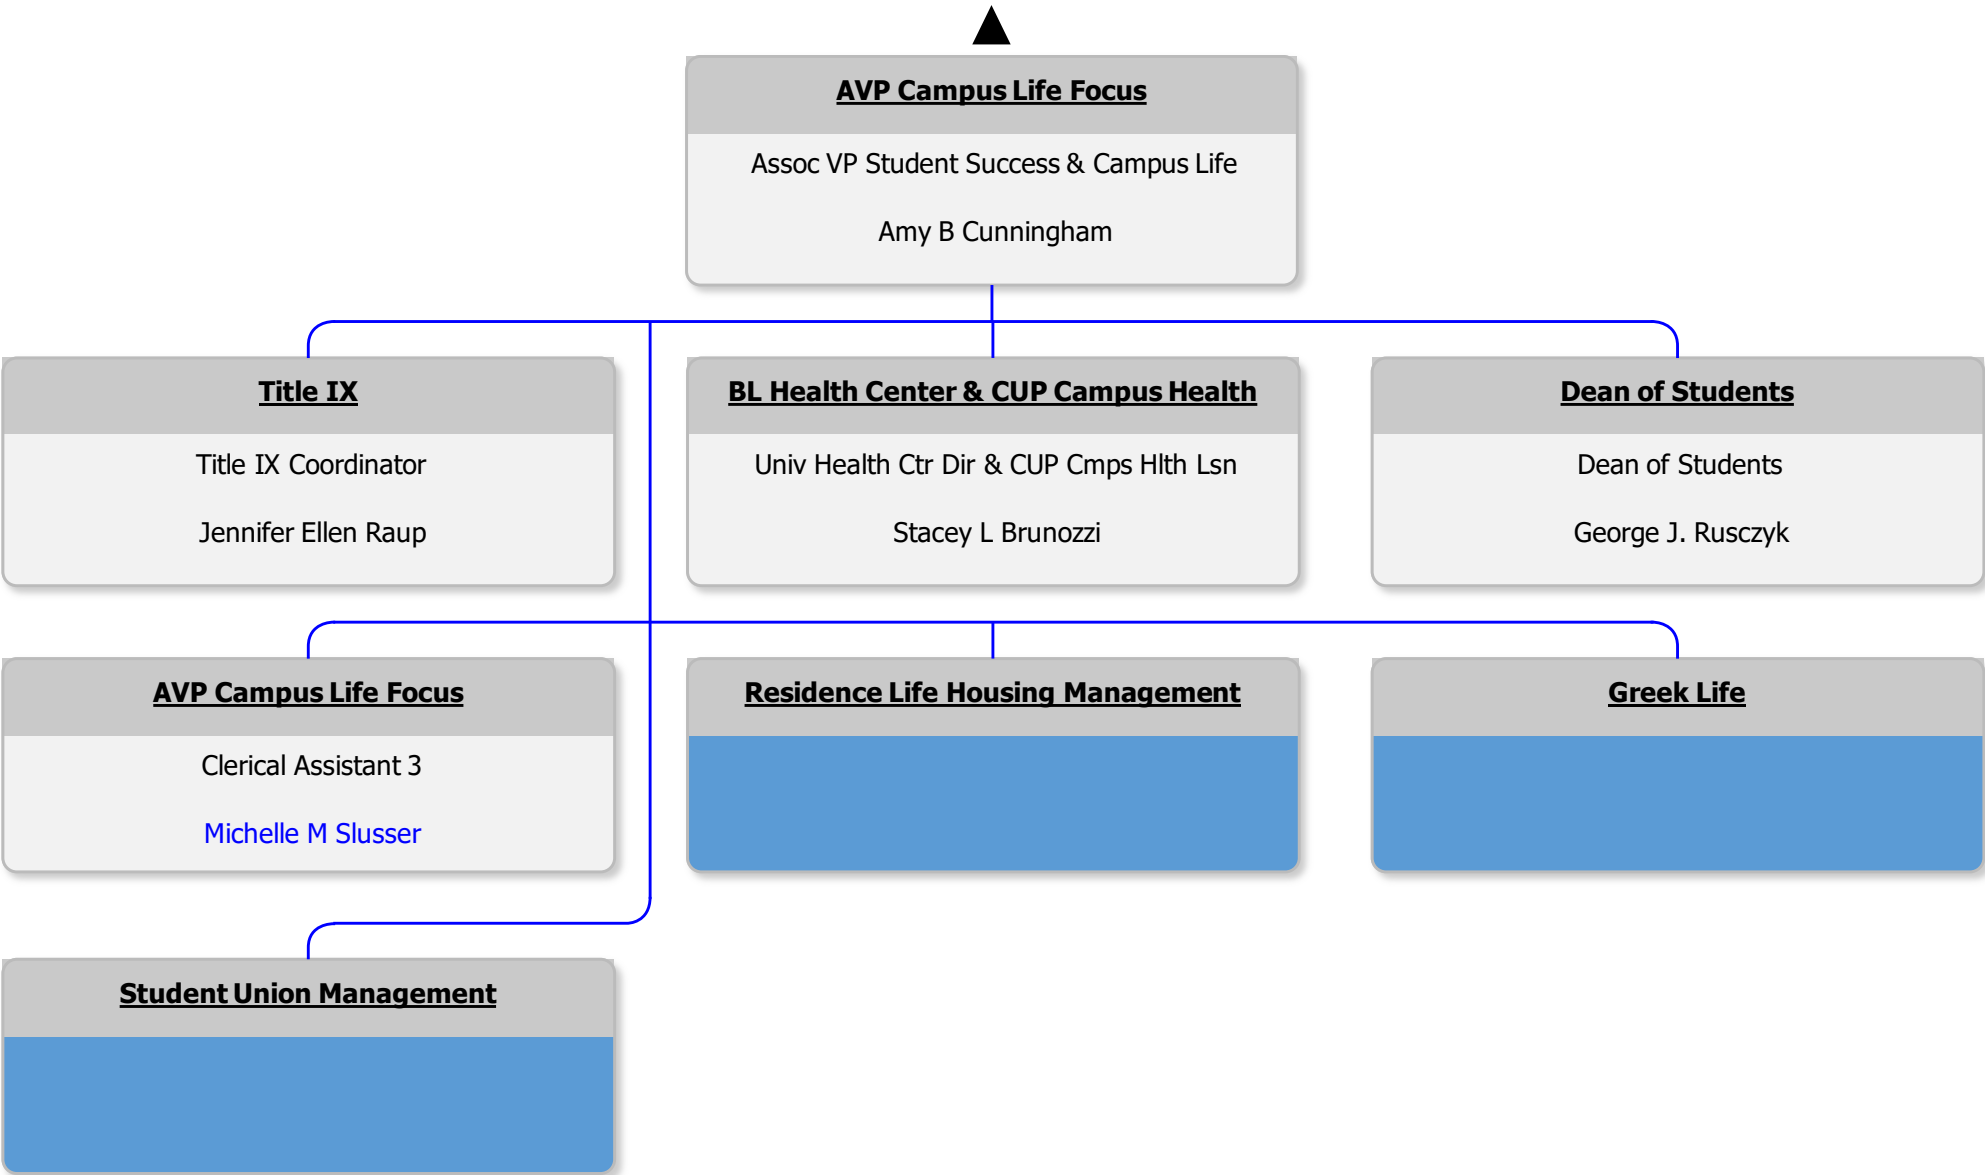 AVP Campus Life Focus
Assoc VP Student Success & Campus Life
Amy B Cunningham
Title IX
Title IX Coordinator
Jennifer Ellen Raup
BL Health Center & CUP Campus Health
Univ Health Ctr Dir & CUP Cmps Hlth Lsn
Stacey L Brunozzi
Dean of Students
Dean of Students
George J. Rusczyk
AVP Campus Life Focus
Clerical Assistant 3
Michelle M Slusser
Residence Life Housing Management
Greek Life
Student Union Management